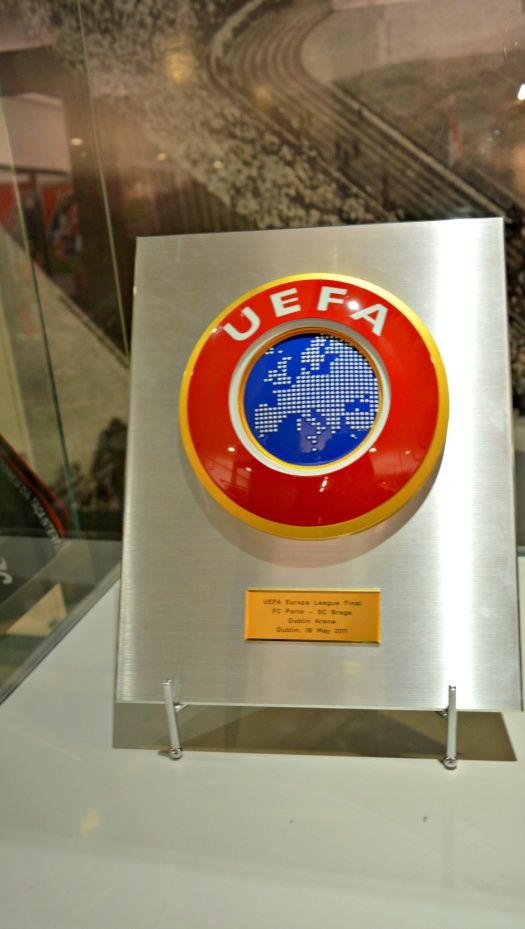 UEFA
UEFA Europa League Final
FC Porto - SC Braga
Dublin Arena
Dublin, 18 May 2011